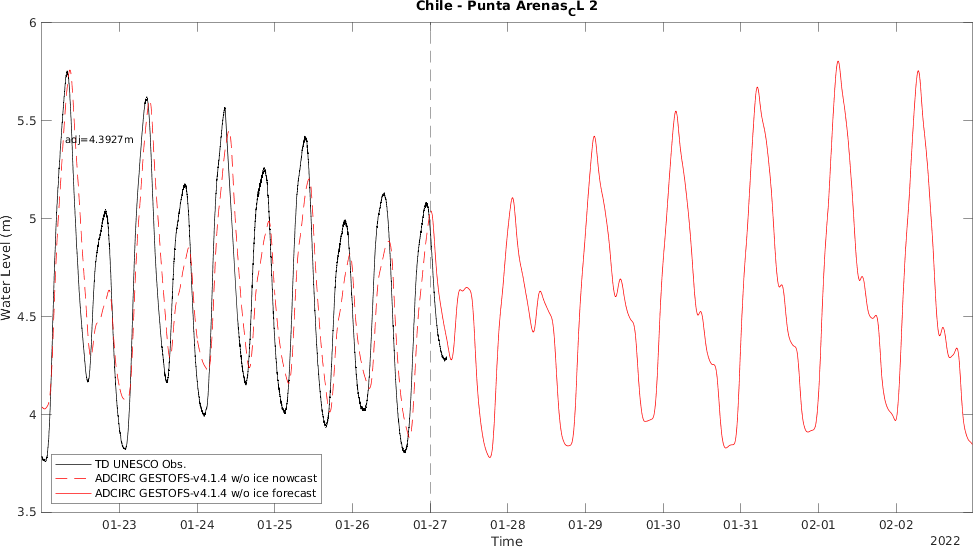 Chile - Punta Arenas_CL 2
6
5.5
5
4.5
4
3.5
Water Level (m)
adj=4.3927m
TD UNESCO Obs.
ADCIRC GESTOFS-v4.1.4 w/o ice nowcast
ADCIRC GESTOFS-v4.1.4 w/o ice forecast
01-23 01-24 01-25 01-26 01-27 01-28 01-29 01-30 01-31 02-01 02-02
Time
2022